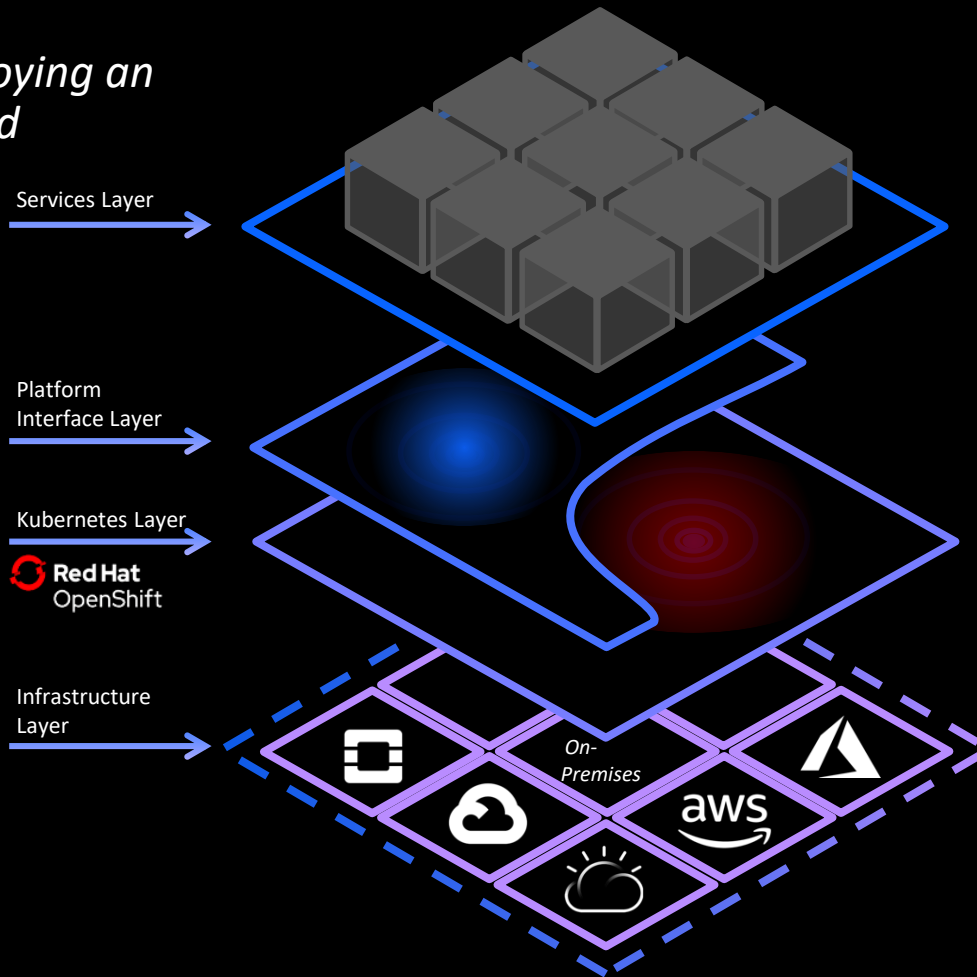 oying an
d
Services Layer
Platform
Interface Layer
Kubernetes Layer
Red Hat
OpenShift
Infrastructure
Layer
On-
Premises
aws